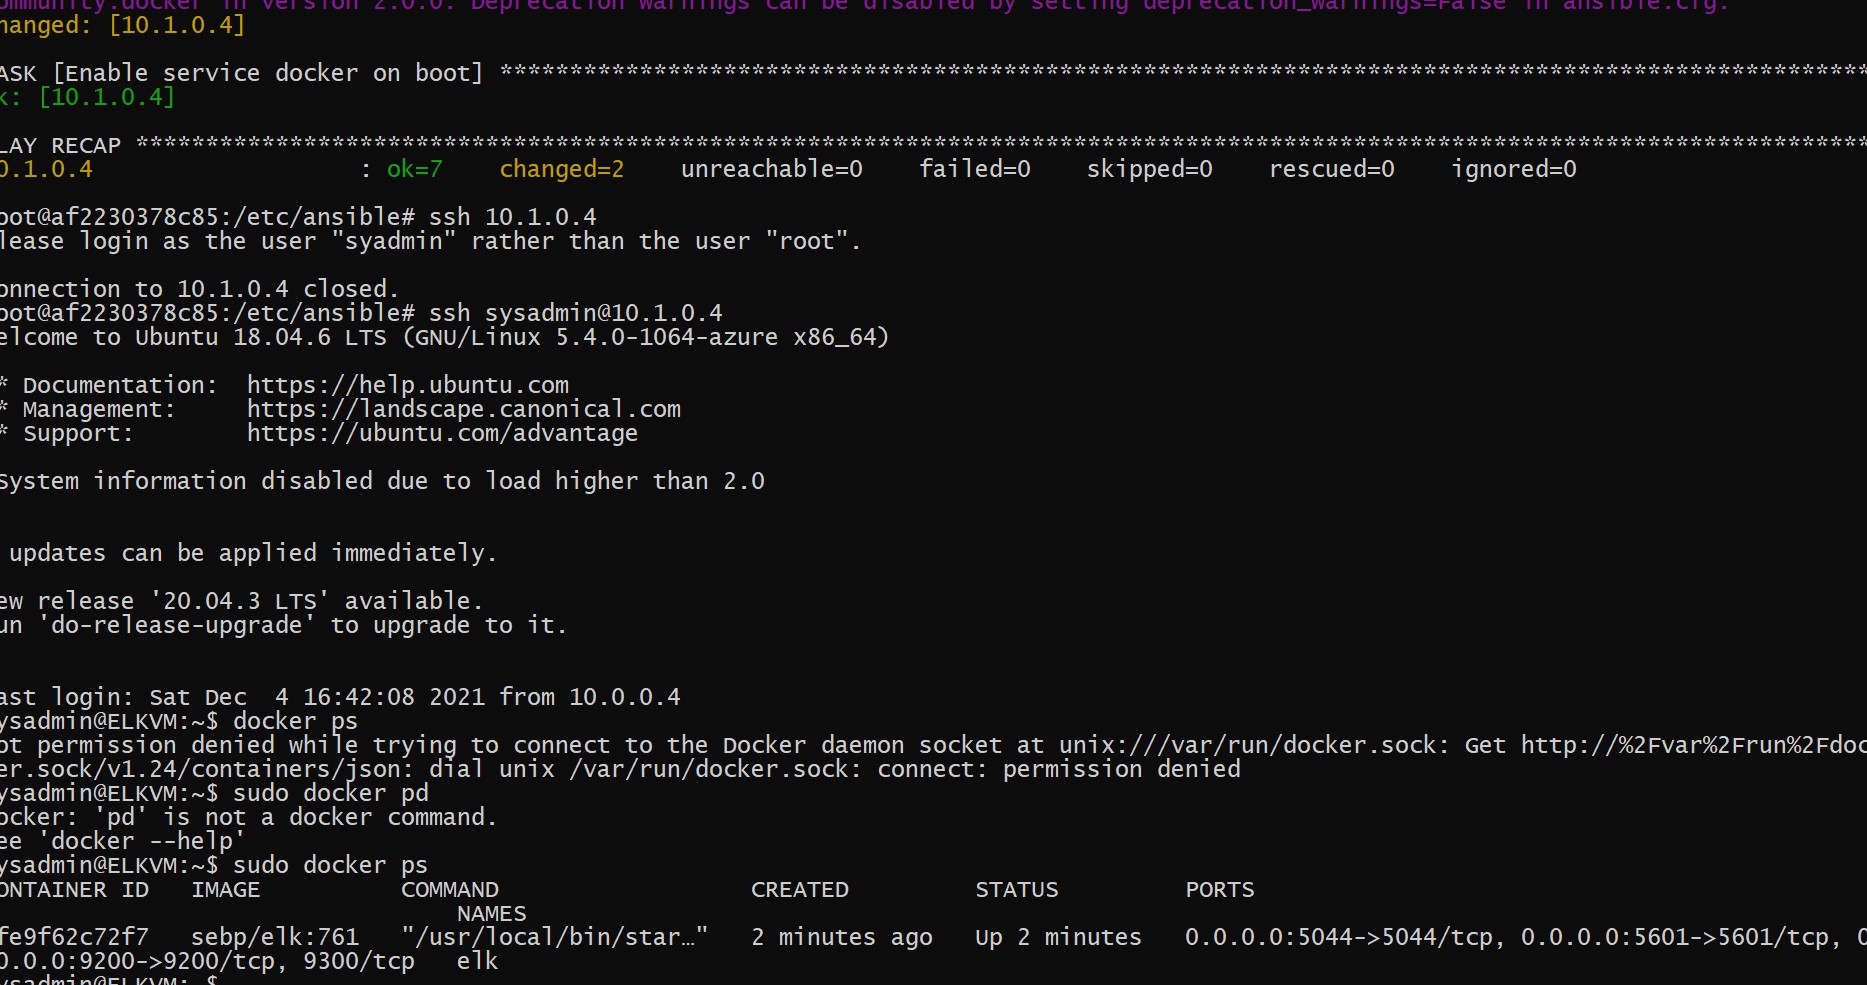 ommunity.docker in version 2.0.0. Deprecation warnings can be disabled by setting deprecation_warnings=False in ansible.cfg.
hanged: [10.1.0.4]
ASK [Enable service docker on boot] *************************************************************************************************
k: [10.1.0.4]
LAY RECAP ***************************************************************************************************************************
0.1.0.4                   : ok=7    changed=2    unreachable=0    failed=0    skipped=0    rescued=0    ignored=0
oot@af2230378c85:/etc/ansible# ssh 10.1.0.4
lease login as the user "syadmin" rather than the user "root".
onnection to 10.1.0.4 closed.
oot@af2230378c85:/etc/ansible# ssh sysadmin@10.1.0.4
elcome to Ubuntu 18.04.6 LTS (GNU/Linux 5.4.0-1064-azure x86_64)
* Documentation:  https://help.ubuntu.com
* Management:     https://landscape.canonical.com
* Support:        https://ubuntu.com/advantage
System information disabled due to load higher than 2.0
updates can be applied immediately.
ew release '20.04.3 LTS' available.
un 'do-release-upgrade' to upgrade to it.
ast login: Sat Dec  4 16:42:08 2021 from 10.0.0.4
ysadmin@ELKVM:~$ docker ps
ot permission denied while trying to connect to the Docker daemon socket at unix:///var/run/docker.sock: Get http://%2Fvar%2Frun%2Fdoc
er.sock/v1.24/containers/json: dial unix /var/run/docker.sock: connect: permission denied
ysadmin@ELKVM:~$ sudo docker pd
ocker: 'pd' is not a docker command.
ee 'docker --help'
ysadmin@ELKVM:~$ sudo docker ps
ONTAINER ID   IMAGE          COMMAND                  CREATED         STATUS         PORTS
NAMES
fe9f62c72f7   sebp/elk:761   "/usr/local/bin/star…"   2 minutes ago   Up 2 minutes   0.0.0.0:5044->5044/tcp, 0.0.0.0:5601->5601/tcp, 0
0.0.0:9200->9200/tcp, 9300/tcp   elk
ysadmin@ELKVM:~$